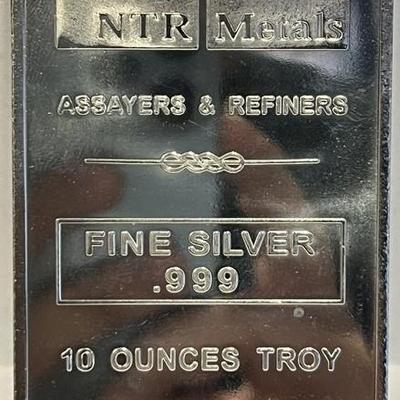 NTR Metals
ASSAYERS & REFINERS
FINE SILVER
.999
10 OUNCES TROY